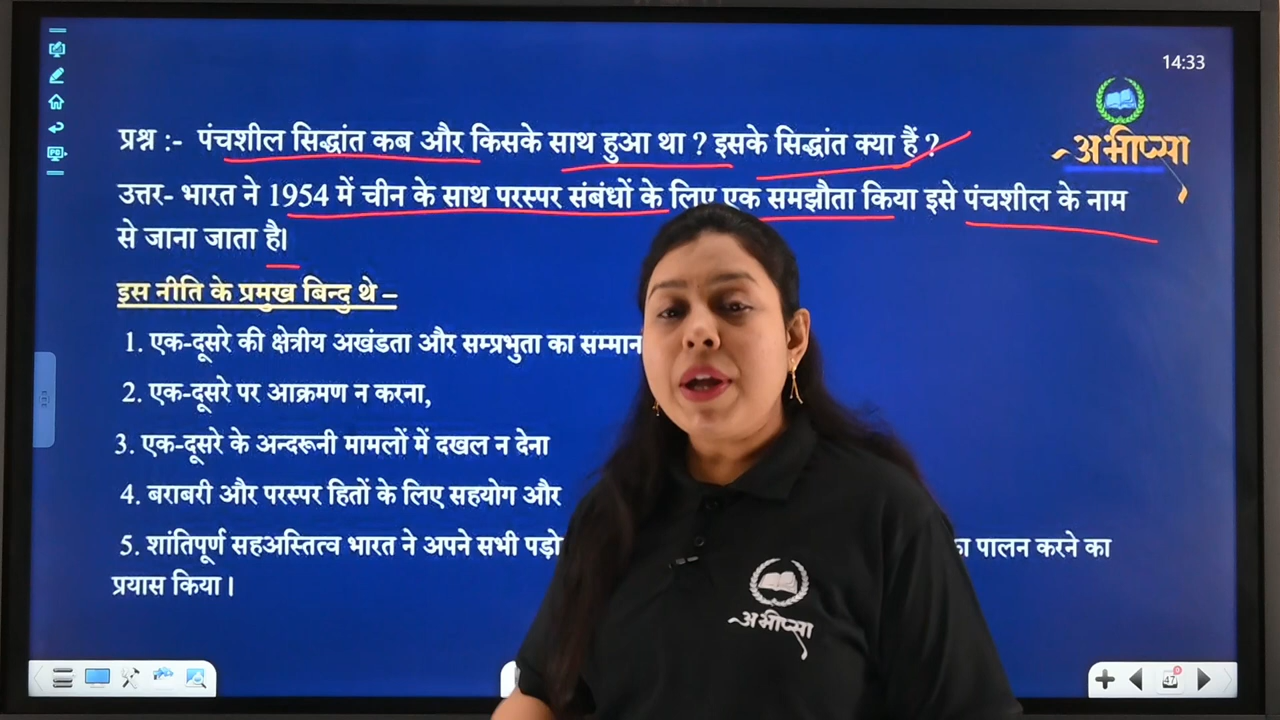 14:33
अभीप्सा
प्रश्न :- पंचशील सिद्धांत कब और किसके साथ हुआ था ? इसके सिद्धांत क्या हैं ?
उत्तर- भारत ने 1954 में चीन के साथ परस्पर संबंधों के लिए एक समझौता किया इसे पंचशील के नाम
से जाना जाता है।
इस नीति के प्रमुख बिन्दु थे –
1. एक-दूसरे की क्षेत्रीय अखंडता और सम्प्रभुता का सम्मान
2. एक-दूसरे पर आक्रमण न करना,
3. एक-दूसरे के अन्दरूनी मामलों में दखल न देना
4. बराबरी और परस्पर हितों के लिए सहयोग और
5. शांतिपूर्ण सहअस्तित्व भारत ने अपने सभी पालन करने का
प्रयास किया।
अभीप्सा
47